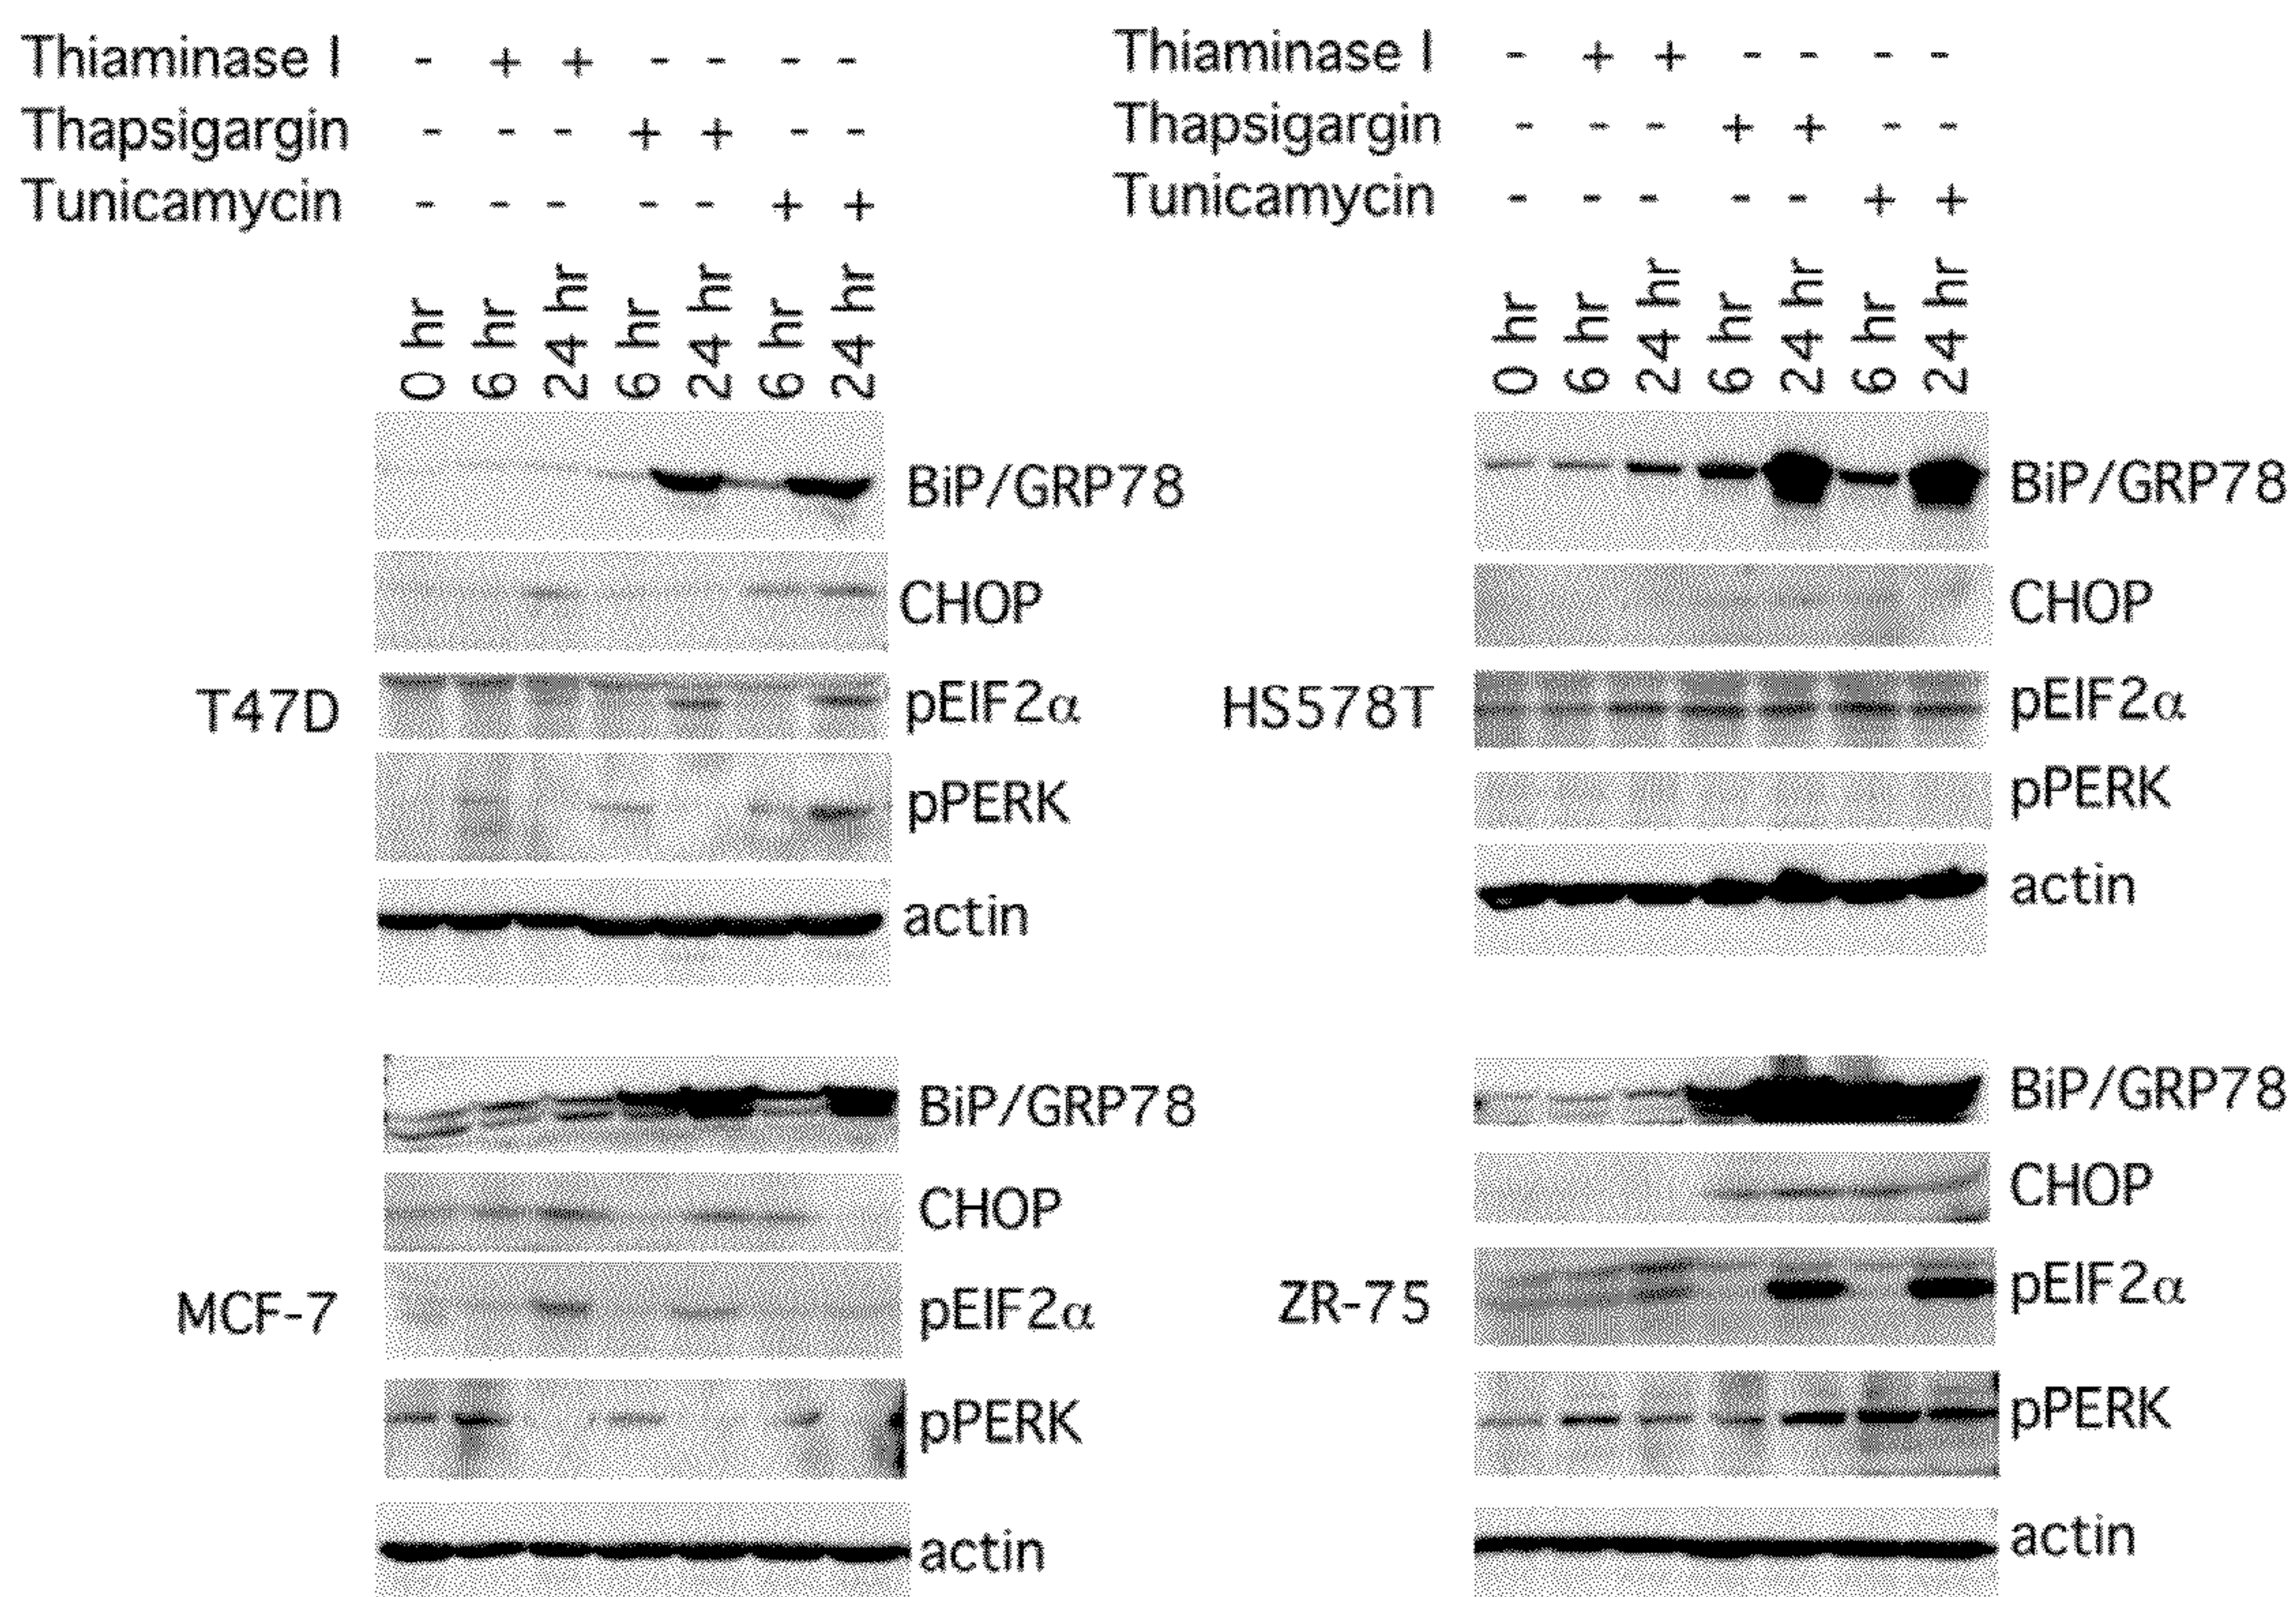 Thiaminase I - + + - - - -
Thapsigargin - - - + + - -
Tunicamycin - - - - - + +
0 hr 6 hr 24 hr 6 hr 24 hr 6 hr 24 hr
T47D
BiP/GRP78
CHOP
pEIF2α
pPERK
actin
Thiaminase I - + + - - - -
Thapsigargin - - - + + - -
Tunicamycin - - - - - + +
0 hr 6 hr 24 hr 6 hr 24 hr 6 hr 24 hr
HS578T
BiP/GRP78
CHOP
pEIF2α
pPERK
actin
MCF-7
BiP/GRP78
CHOP
pEIF2α
pPERK
actin
ZR-75
BiP/GRP78
CHOP
pEIF2α
pPERK
actin